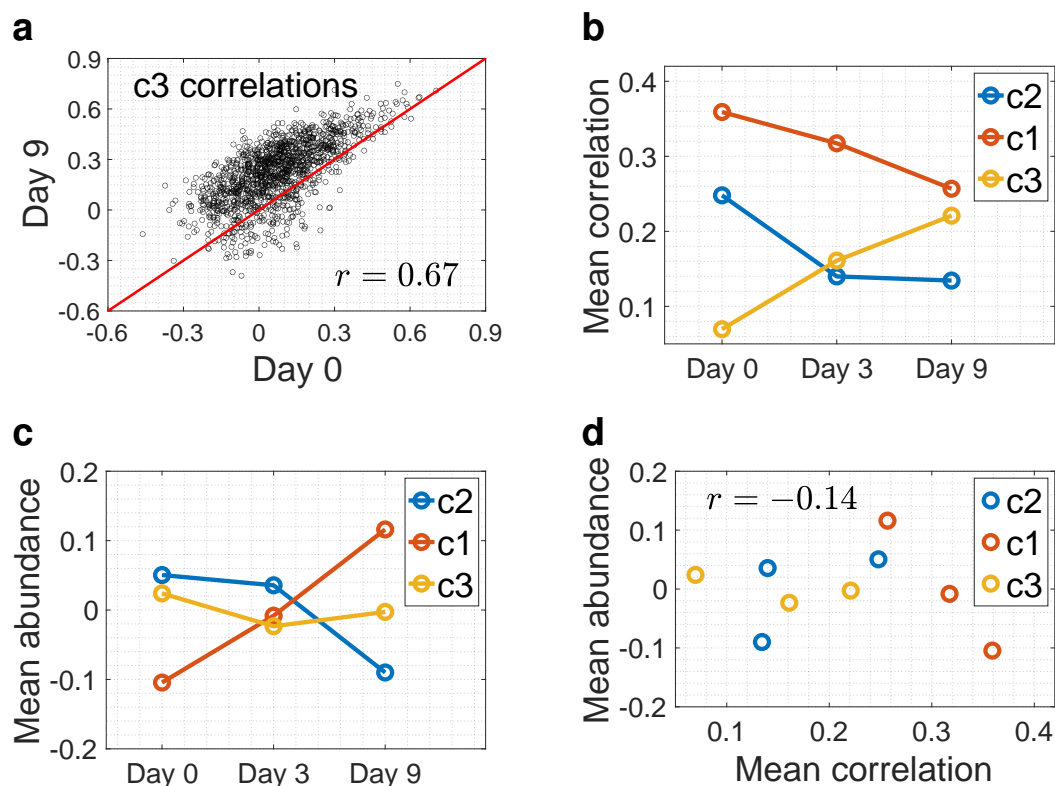 a
0.9
0.6
0.3
0
-0.3
-0.6
Day 9
c3 correlations
r = 0.67
-0.6 -0.3 0 0.3 0.6 0.9
Day 0
b
0.4
0.3
0.2
0.1
Mean correlation
c2
c1
c3
Day 0 Day 3 Day 9
c
0.2
0.1
0
-0.1
-0.2
Mean abundance
c2
c1
c3
Day 0 Day 3 Day 9
d
0.2
0.1
0
-0.1
-0.2
Mean abundance
r = −0.14
c2
c1
c3
0.1 0.2 0.3 0.4
Mean correlation